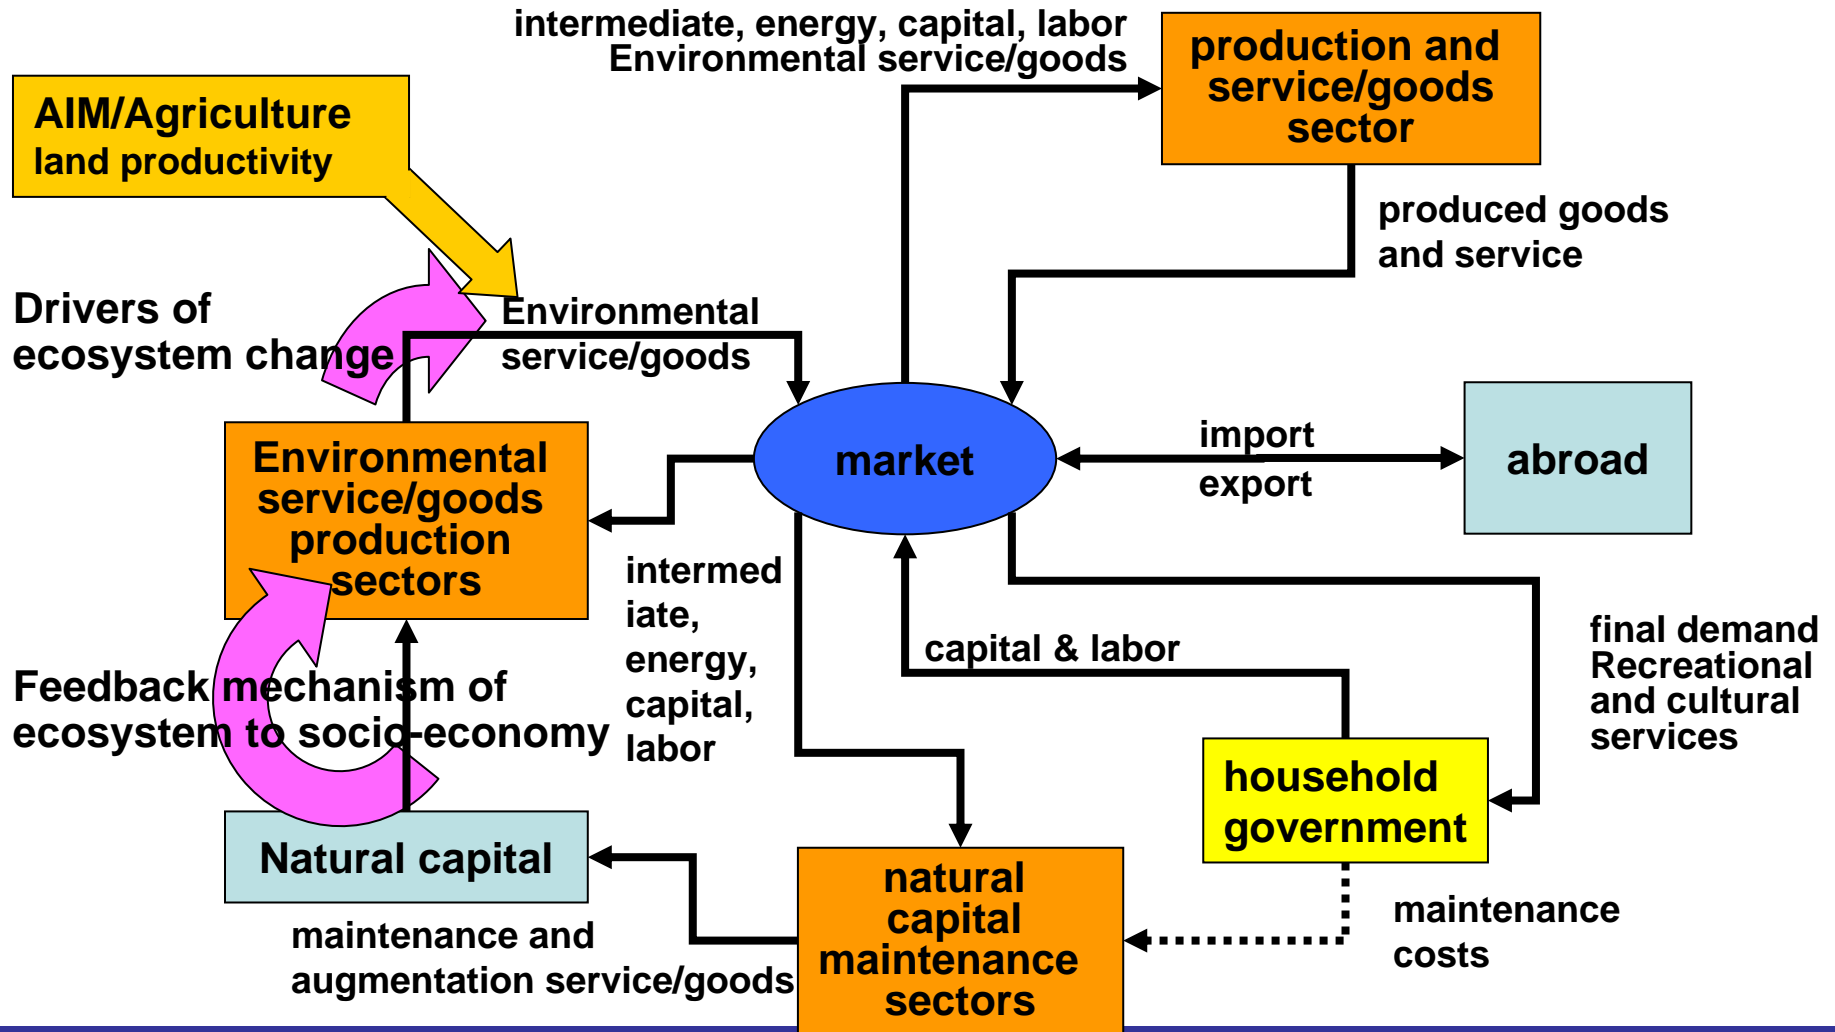 intermediate, energy, capital, labor
Environmental service/goods
production and
service/goods
sector
AIM/Agriculture
land productivity
produced goods
and service
Drivers of
ecosystem change
Environmental
service/goods
Environmental
service/goods
production
sectors
market
import
export
abroad
intermed
iate,
energy,
capital,
labor
capital & labor
final demand
Recreational
and cultural
services
Feedback mechanism of
ecosystem to socio-economy
household
government
Natural capital
natural
capital
maintenance
sectors
maintenance
costs
maintenance and
augmentation service/goods